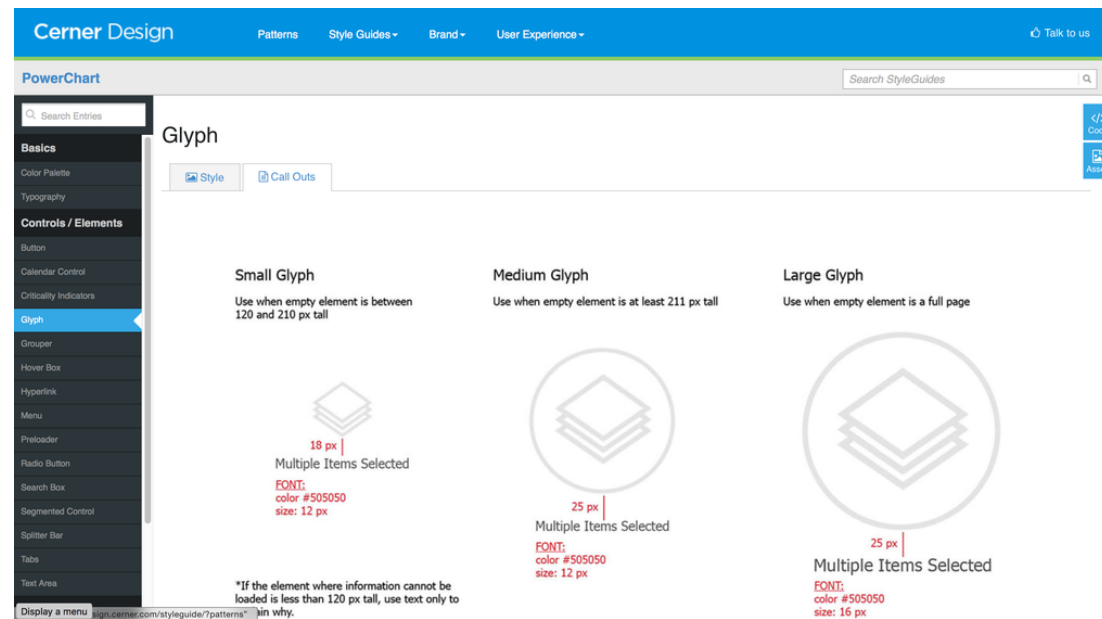 Cerner Design
Patterns
Style Guides
Brand
User Experience
Talk to us
PowerChart
Search StyleGuides
Search Entries
Basics
Color Palette
Typography
Controls / Elements
Button
Calendar Control
Criticality Indicators
Glyph
Grouper
Hover Box
Hyperlink
Menu
Preloader
Radio Button
Search Box
Segmented Control
Splitter Bar
Tabs
Text Area
Display a menu
sign.cerner.com/styleguide/?patterns"
Glyph
Style
Call Outs
Small Glyph
Use when empty element is between
120 and 210 px tall
18 px
Multiple Items Selected
FONT:
color #505050
size: 12 px
*If the element where information cannot be
loaded is less than 120 px tall, use text only to
ain why.
Medium Glyph
Use when empty element is at least 211 px tall
25 px
Multiple Items Selected
FONT:
color #505050
size: 12 px
Large Glyph
Use when empty element is a full page
25 px
Multiple Items Selected
FONT:
color #505050
size: 16 px